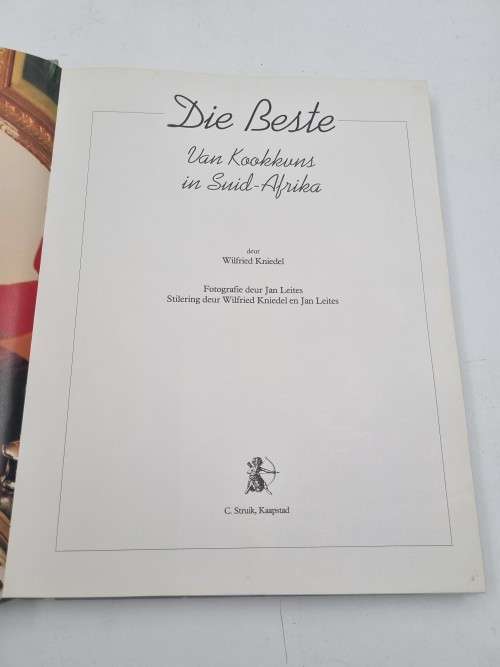 Die Beste
Van Kookkuns
in Suid-Afrika
deur
Wilfried Kniedel
Fotografie deur Jan Leites
Stilering deur Wilfried Kniedel en Jan Leites
C. Struik, Kaapstad